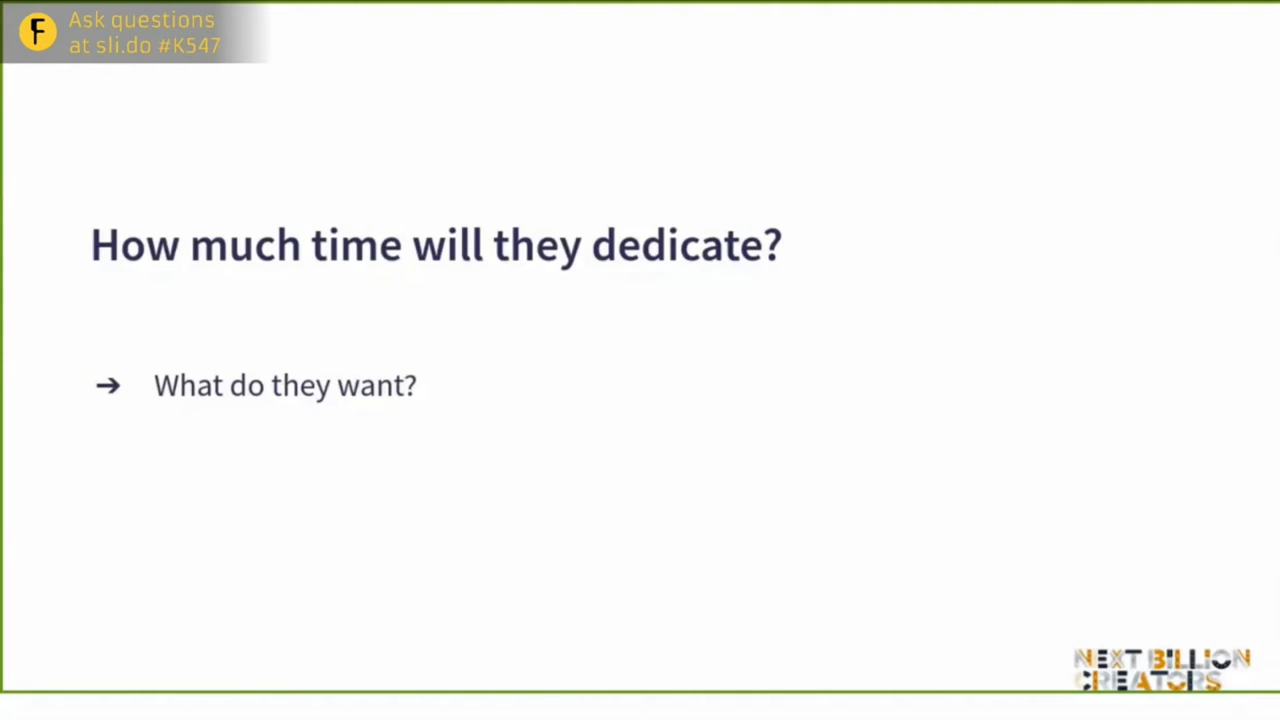 Ask questions
at sli.do #K547
How much time will they dedicate?
➔ What do they want?
NEXT BILLION
CREATORS